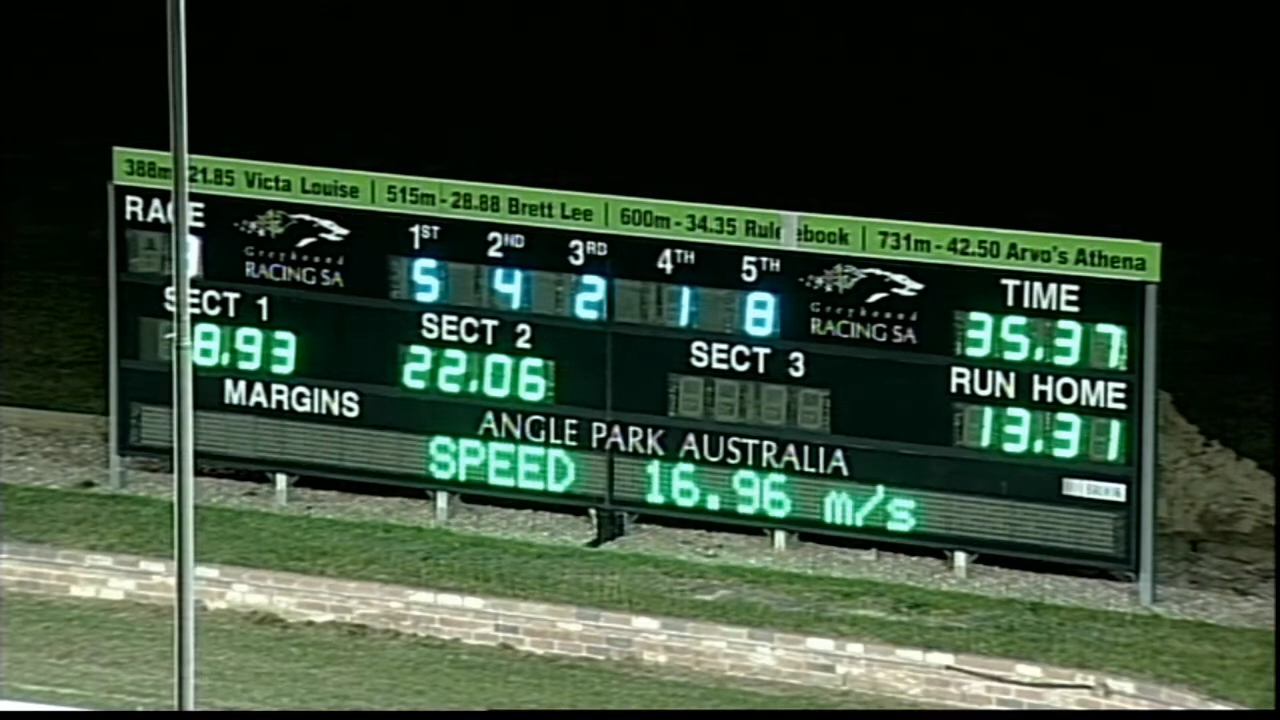 388m 21.85 Victa Louise | 515m - 28.88 Brett Lee | 600m - 34.35 Rulebook | 731m - 42.50 Arvo's Athena
RACE
Greyhound
RACING SA
1ST 2ND 3RD 4TH 5TH
5 4 2 1 8
Greyhound
RACING SA
TIME
35.37
SECT 1
8.93
SECT 2
22.06
SECT 3
RUN HOME
13.31
MARGINS
ANGLE PARK AUSTRALIA
SPEED 16.96 m/s